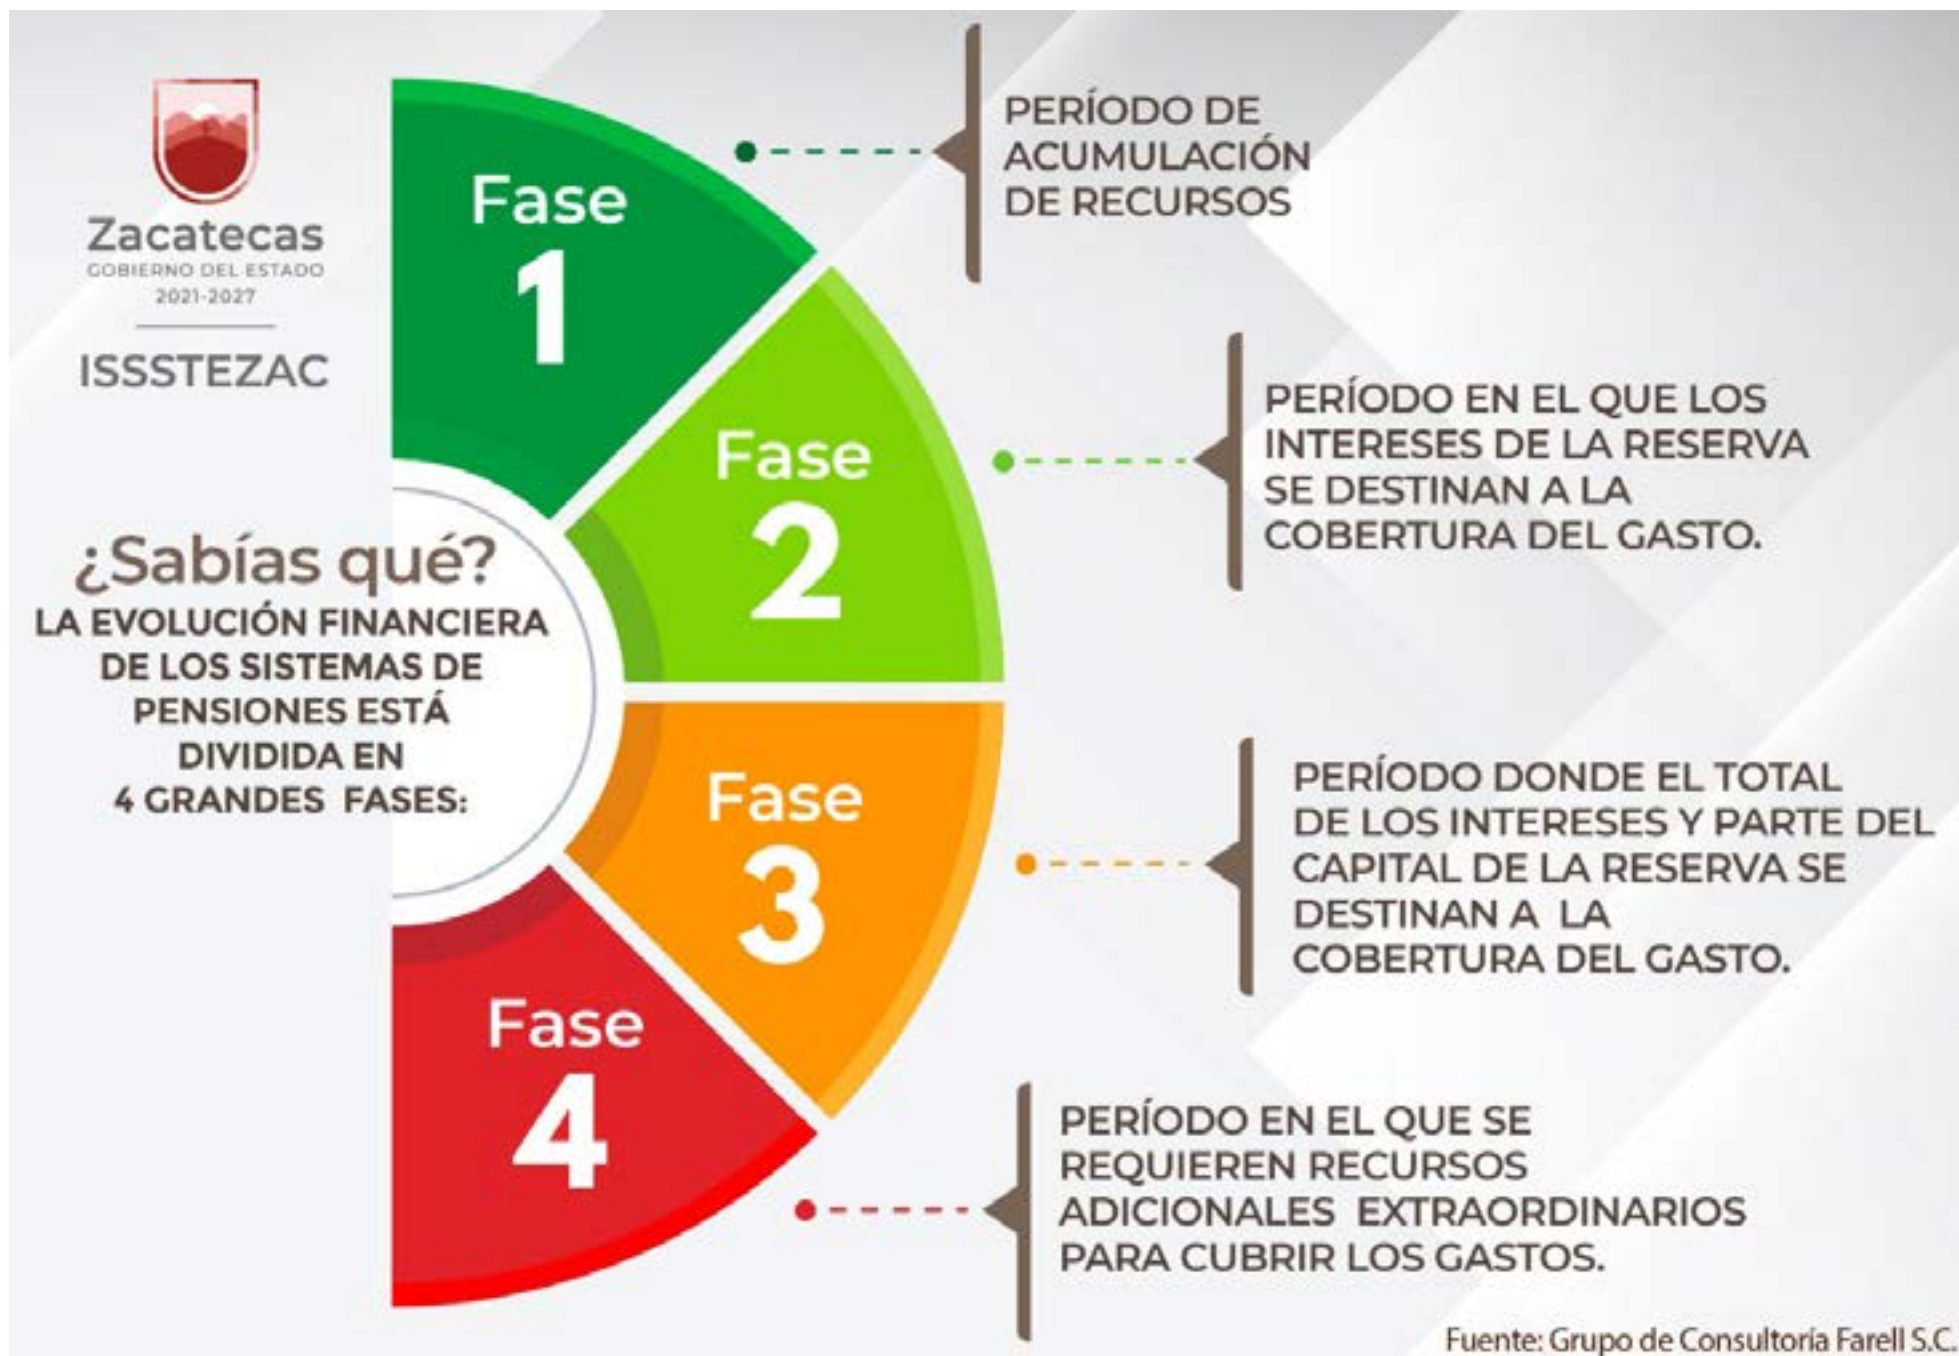 Zacatecas
GOBIERNO DEL ESTADO
2021-2027
ISSSTEZAC
¿Sabías qué?
LA EVOLUCIÓN FINANCIERA
DE LOS SISTEMAS DE
PENSIONES ESTÁ
DIVIDIDA EN
4 GRANDES FASES:
Fase
1
PERÍODO DE
ACUMULACIÓN
DE RECURSOS
Fase
2
PERÍODO EN EL QUE LOS
INTERESES DE LA RESERVA
SE DESTINAN A LA
COBERTURA DEL GASTO.
Fase
3
PERÍODO DONDE EL TOTAL
DE LOS INTERESES Y PARTE DEL
CAPITAL DE LA RESERVA SE
DESTINAN A LA
COBERTURA DEL GASTO.
Fase
4
PERÍODO EN EL QUE SE
REQUIEREN RECURSOS
ADICIONALES EXTRAORDINARIOS
PARA CUBRIR LOS GASTOS.
Fuente: Grupo de Consultoría Farell S.C.